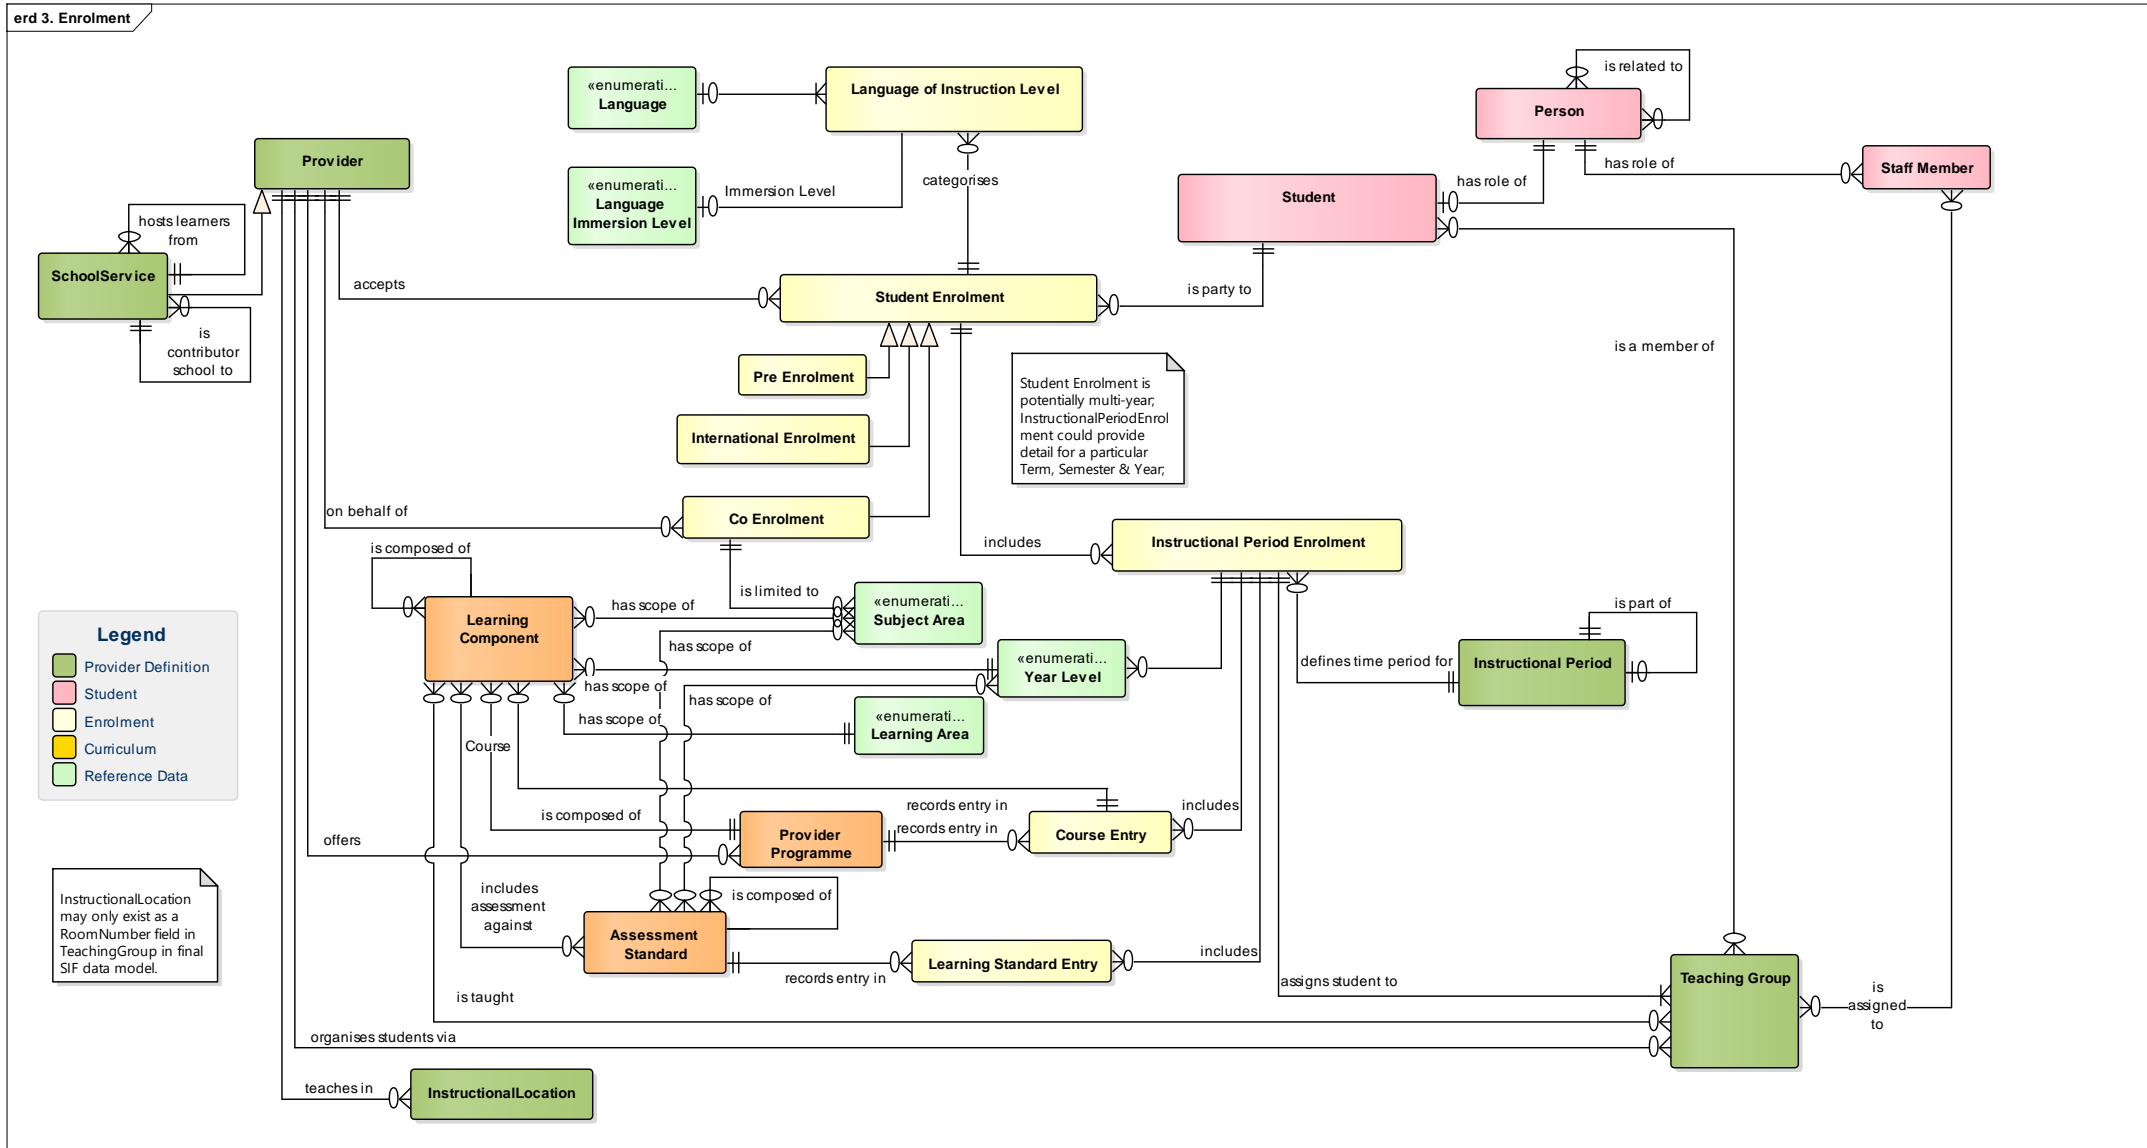 erd 3. Enrolment
is related to
«enumerati...
Language
Language of Instruction Level
Person
Provider
has role of
Staff Member
«enumerati...
Language
Immersion Level
Immersion Level
categorises
has role of
Student
hosts learners
from
SchoolService
accepts
Student Enrolment
is party to
is
contributor
school to
is a member of
Pre Enrolment
Student Enrolment is
potentially multi-year;
InstructionalPeriodEnrol
ment could provide
detail for a particular
Term, Semester & Year;
International Enrolment
on behalf of
Co Enrolment
is composed of
includes
Instructional Period Enrolment
is limited to
«enumerati...
Subject Area
has scope of
Learning
Component
is part of
has scope of
«enumerati...
Year Level
defines time period for
Instructional Period
has scope of
has scope of
has scope of
«enumerati...
Learning Area
Course
Legend
Provider Definition
Student
Enrolment
Curriculum
Reference Data
records entry in
includes
is composed of
records entry in
Provider
Programme
Course Entry
offers
includes
assessment
against
is composed of
InstructionalLocation
may only exist as a
RoomNumber field in
TeachingGroup in final
SIF data model.
Assessment
Standard
includes
Learning Standard Entry
records entry in
assigns student to
Teaching Group
is
assigned
to
is taught
organises students via
teaches in
InstructionalLocation